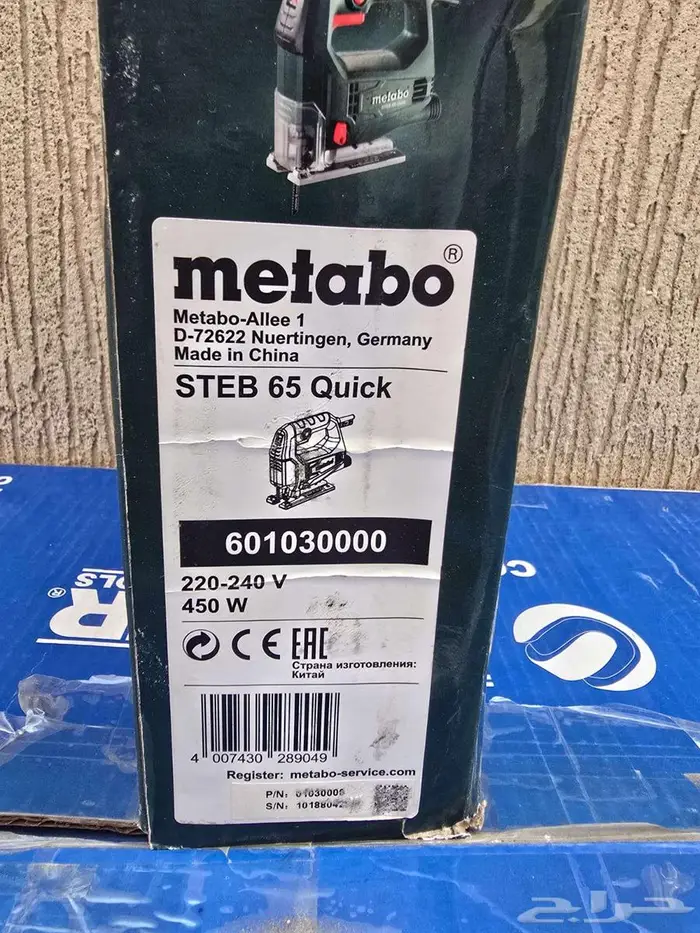 metabo
metabo®
Metabo-Allee 1
D-72622 Nuertingen, Germany
Made in China
STEB 65 Quick
601030000
220-240 V
450 W
CE EAC
Страна изготовления:
Китай
4 007430 289049
Register: metabo-service.com
P/N:
S/N:
®
حراج